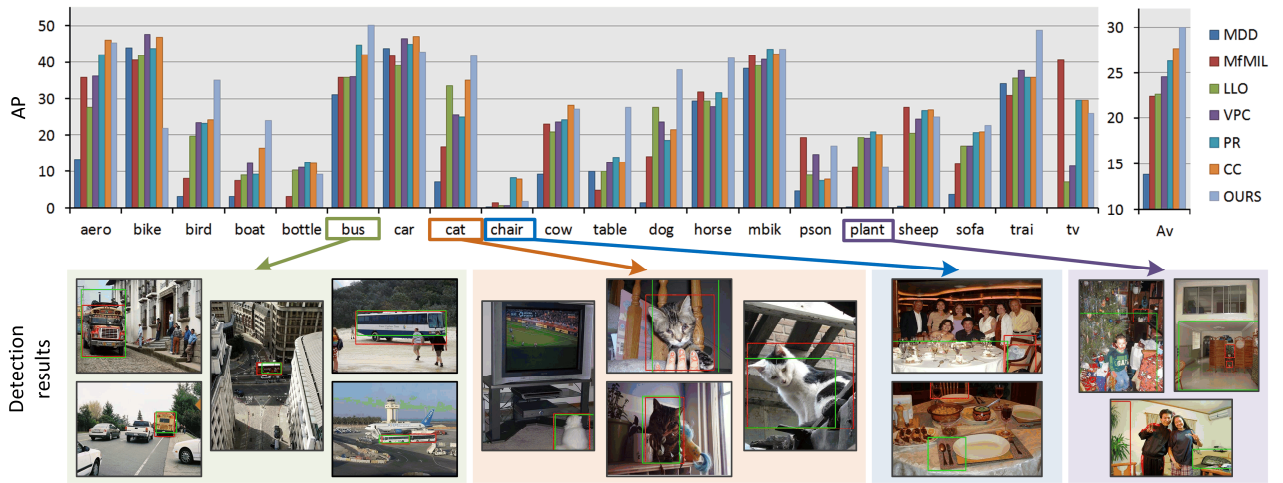 AP
50
40
30
20
10
0
aero bike bird boat bottle bus car cat chair cow table dog horse mbik pson plant sheep sofa trai tv
30
25
20
15
10
Av
MDD
MfMIL
LLO
VPC
PR
CC
OURS
Detection
results